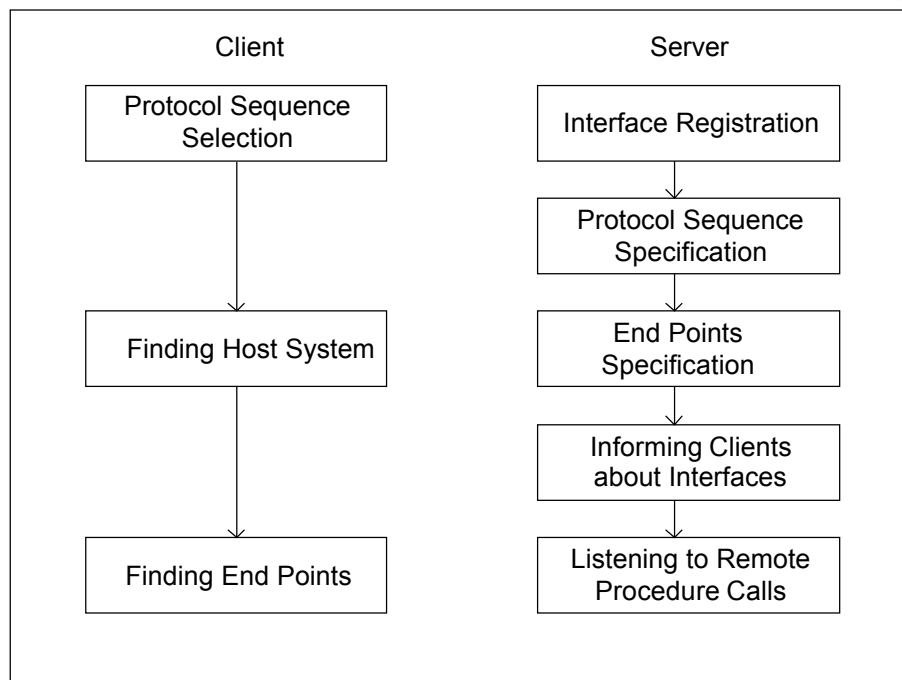 Client
Protocol Sequence
Selection
Finding Host System
Finding End Points
Server
Interface Registration
Protocol Sequence
Specification
End Points
Specification
Informing Clients
about Interfaces
Listening to Remote
Procedure Calls